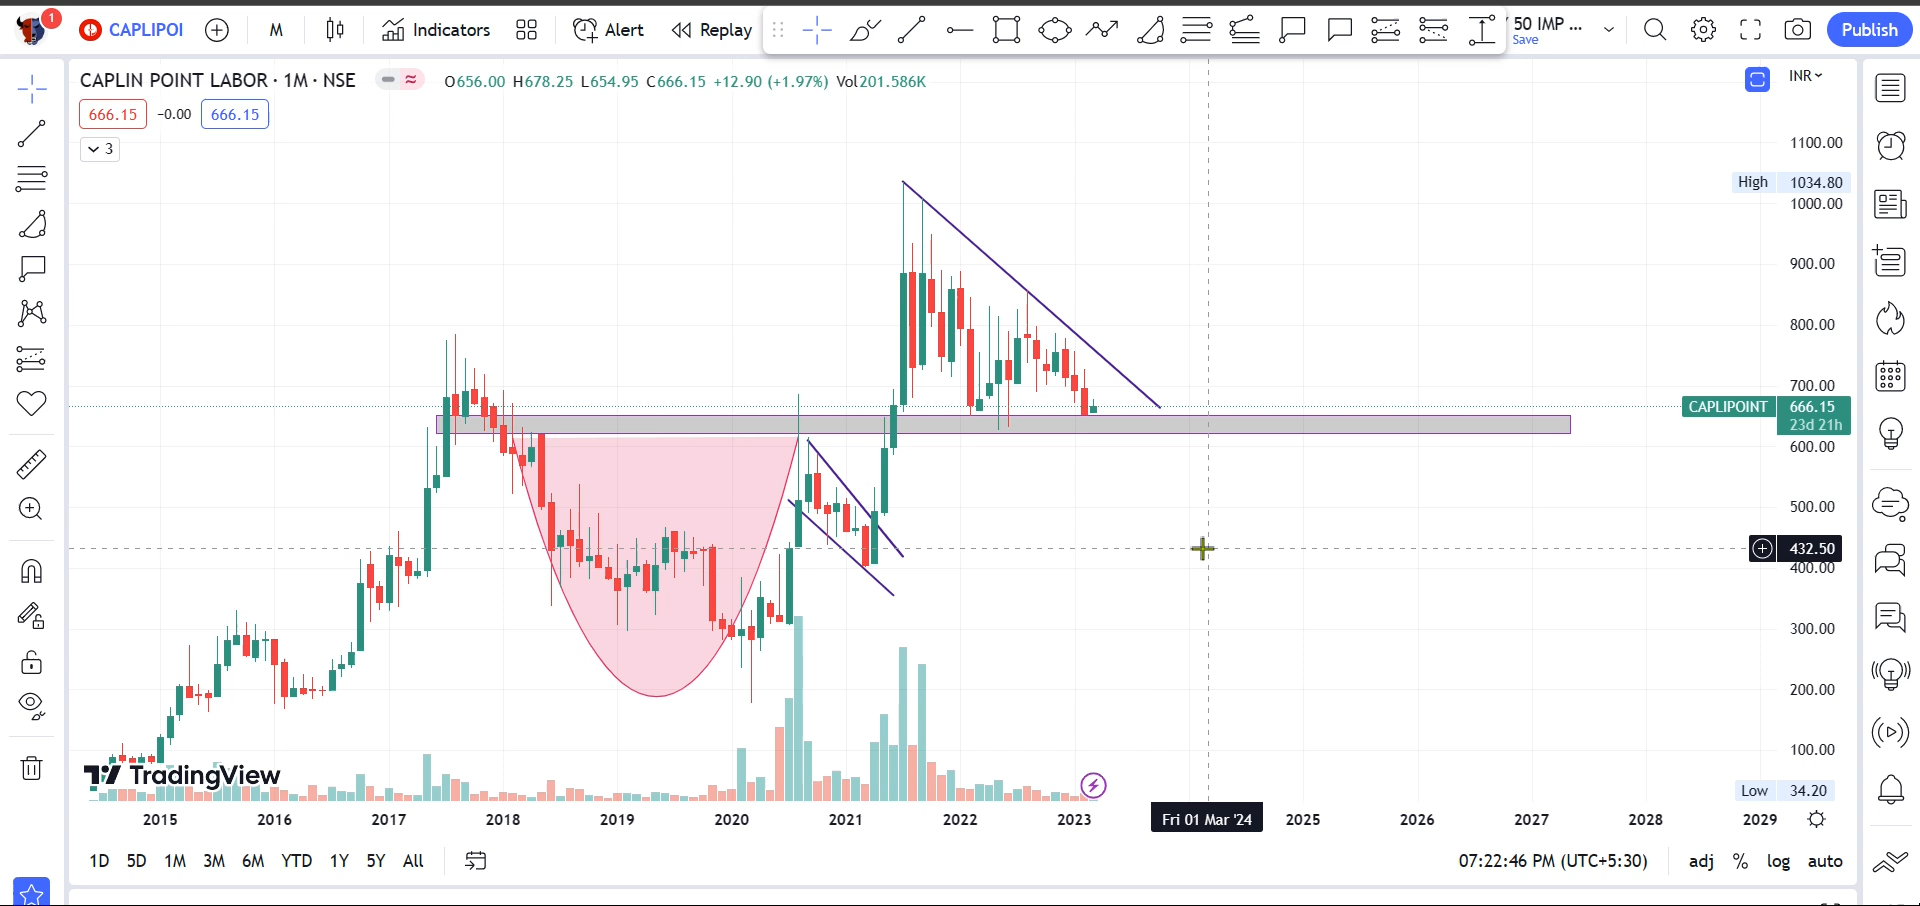 1
CAPLIPOI
M
Indicators
Alert
Replay
50 IMP ...
Save
Publish
CAPLIN POINT LABOR · 1M · NSE
O656.00 H678.25 L654.95 C666.15 +12.90 (+1.97%) Vol201.586K
INR
666.15
−0.00
666.15
3
1100.00
High 1034.80
1000.00
900.00
800.00
700.00
CAPLIPOINT 666.15
23d 21h
600.00
500.00
432.50
400.00
300.00
200.00
100.00
TradingView
Low 34.20
2015
2016
2017
2018
2019
2020
2021
2022
2023
Fri 01 Mar '24
2025
2026
2027
2028
2029
1D
5D
1M
3M
6M
YTD
1Y
5Y
All
07:22:46 PM (UTC+5:30)
adj
%
log
auto